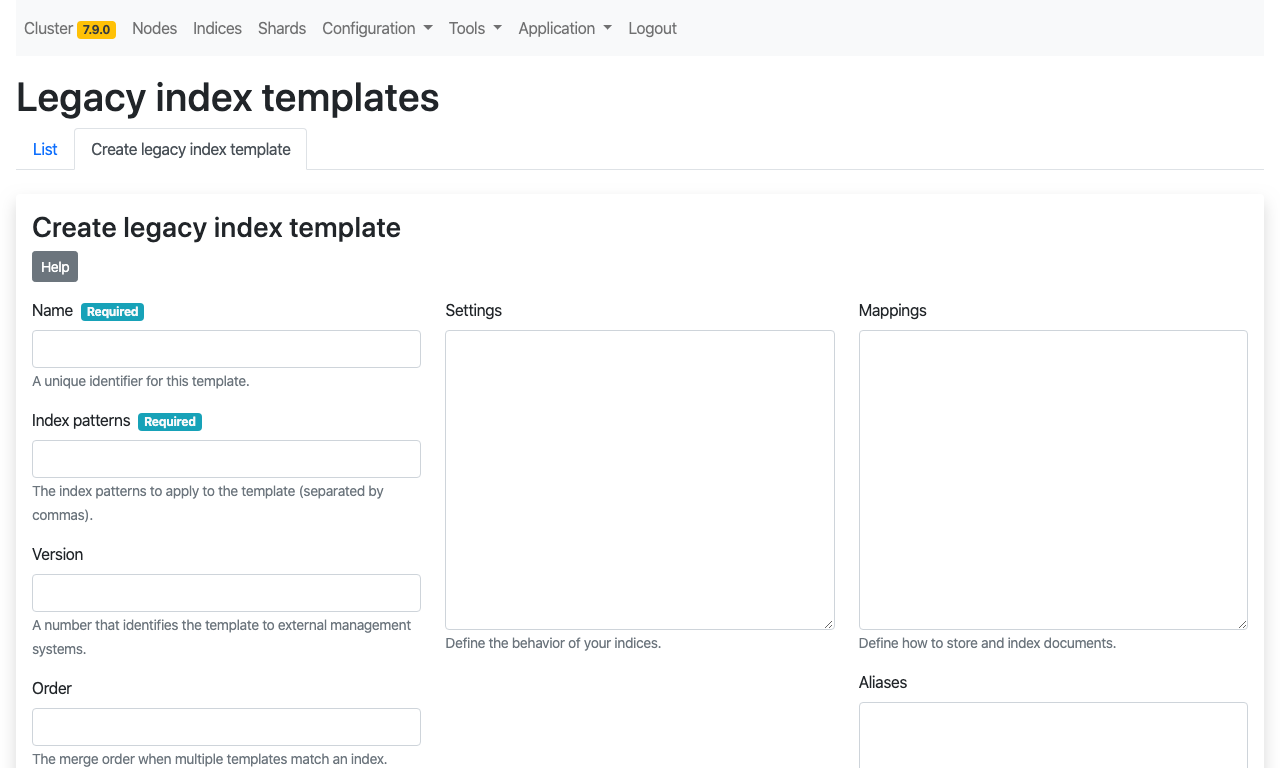 Cluster 7.9.0 Nodes Indices Shards Configuration Tools Application Logout
Legacy index templates
List Create legacy index template
Create legacy index template
Help
Name Required
A unique identifier for this template.
Index patterns Required
The index patterns to apply to the template (separated by
commas).
Version
A number that identifies the template to external management
systems.
Order
The merge order when multiple templates match an index.
Settings
Define the behavior of your indices.
Mappings
Define how to store and index documents.
Aliases